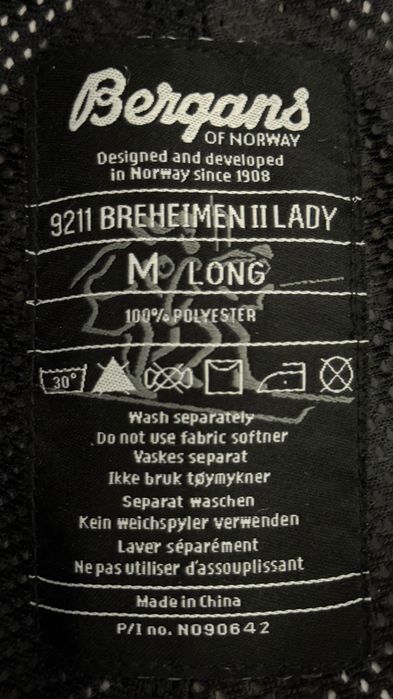 Bergans
OF NORWAY
Designed and developed
in Norway since 1908
9211 BREHEIMEN II LADY
M LONG
100% POLYESTER
30°
Wash separately
Do not use fabric softner
Vaskes separat
Ikke bruk tøymykner
Separat waschen
Kein weichspyler verwenden
Laver séparément
Ne pas utiliser d'assouplissant
Made in China
P/I no. N090642